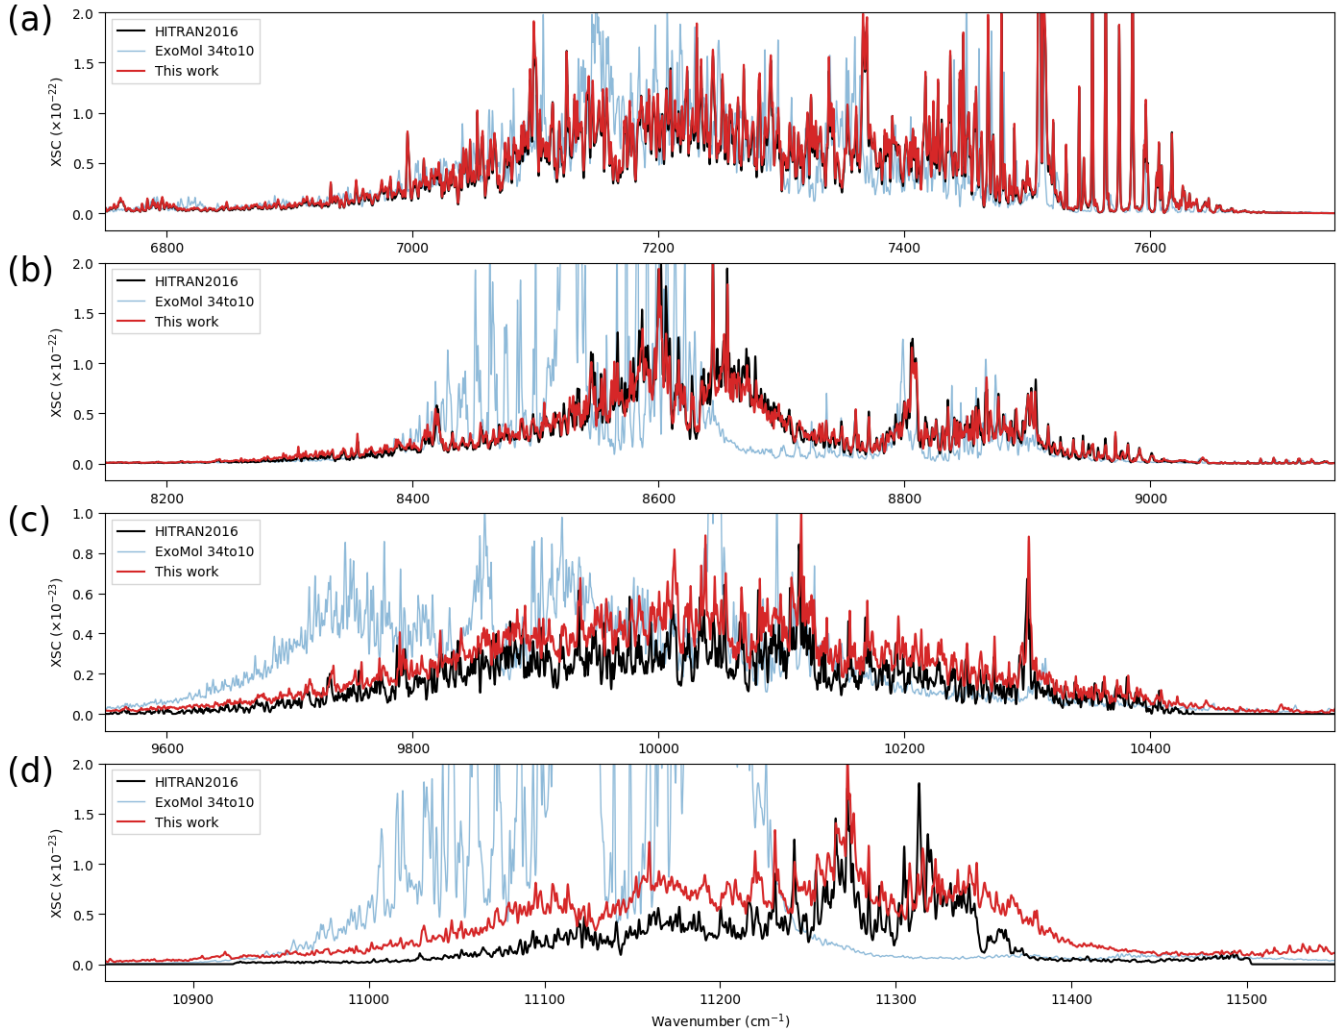 (a)
HITRAN2016
ExoMol 34to10
This work
XSC (×10⁻²²)
2.0
1.5
1.0
0.5
0.0
6800 7000 7200 7400 7600
(b)
HITRAN2016
ExoMol 34to10
This work
XSC (×10⁻²²)
2.0
1.5
1.0
0.5
0.0
8200 8400 8600 8800 9000
(c)
HITRAN2016
ExoMol 34to10
This work
XSC (×10⁻²³)
1.0
0.8
0.6
0.4
0.2
0.0
9600 9800 10000 10200 10400
(d)
HITRAN2016
ExoMol 34to10
This work
XSC (×10⁻²³)
2.0
1.5
1.0
0.5
0.0
10900 11000 11100 11200 11300 11400 11500
Wavenumber (cm⁻¹)